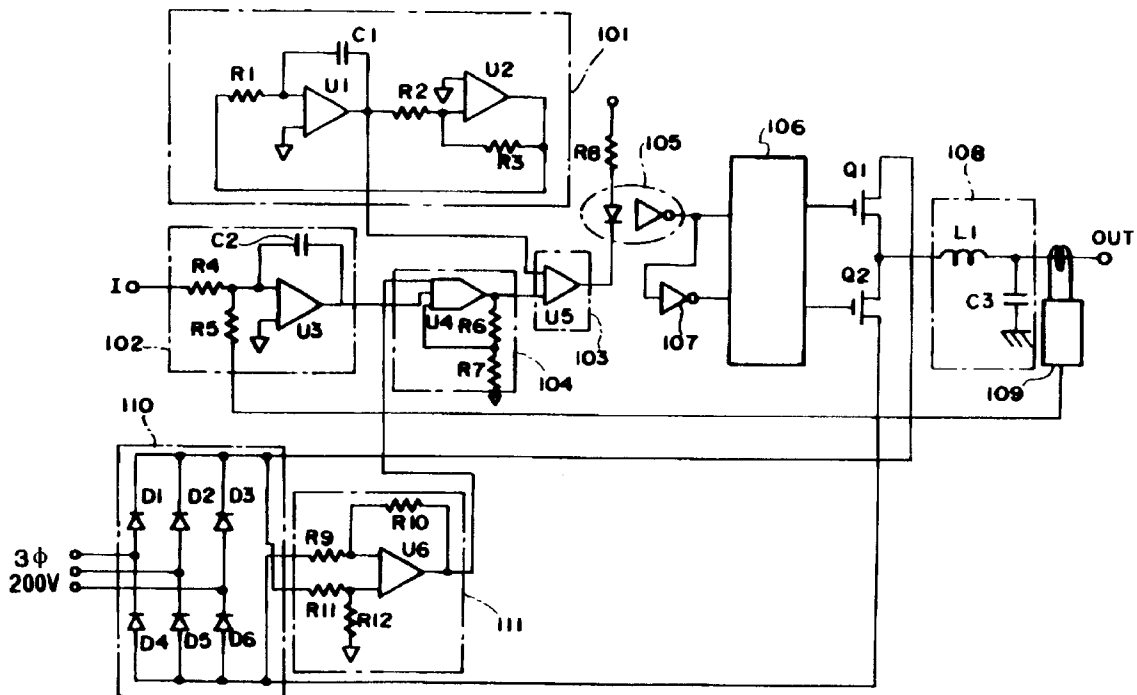 C1
101
R1
U1
U2
R2
R3
R8
105
106
Q1
108
L1
OUT
C2
R4
I
U3
R5
102
U4
R6
R7
104
U5
103
107
Q2
C3
109
110
D1
D2
D3
R10
R9
U6
3ϕ
200V
R11
R12
111
D4
D5
D6